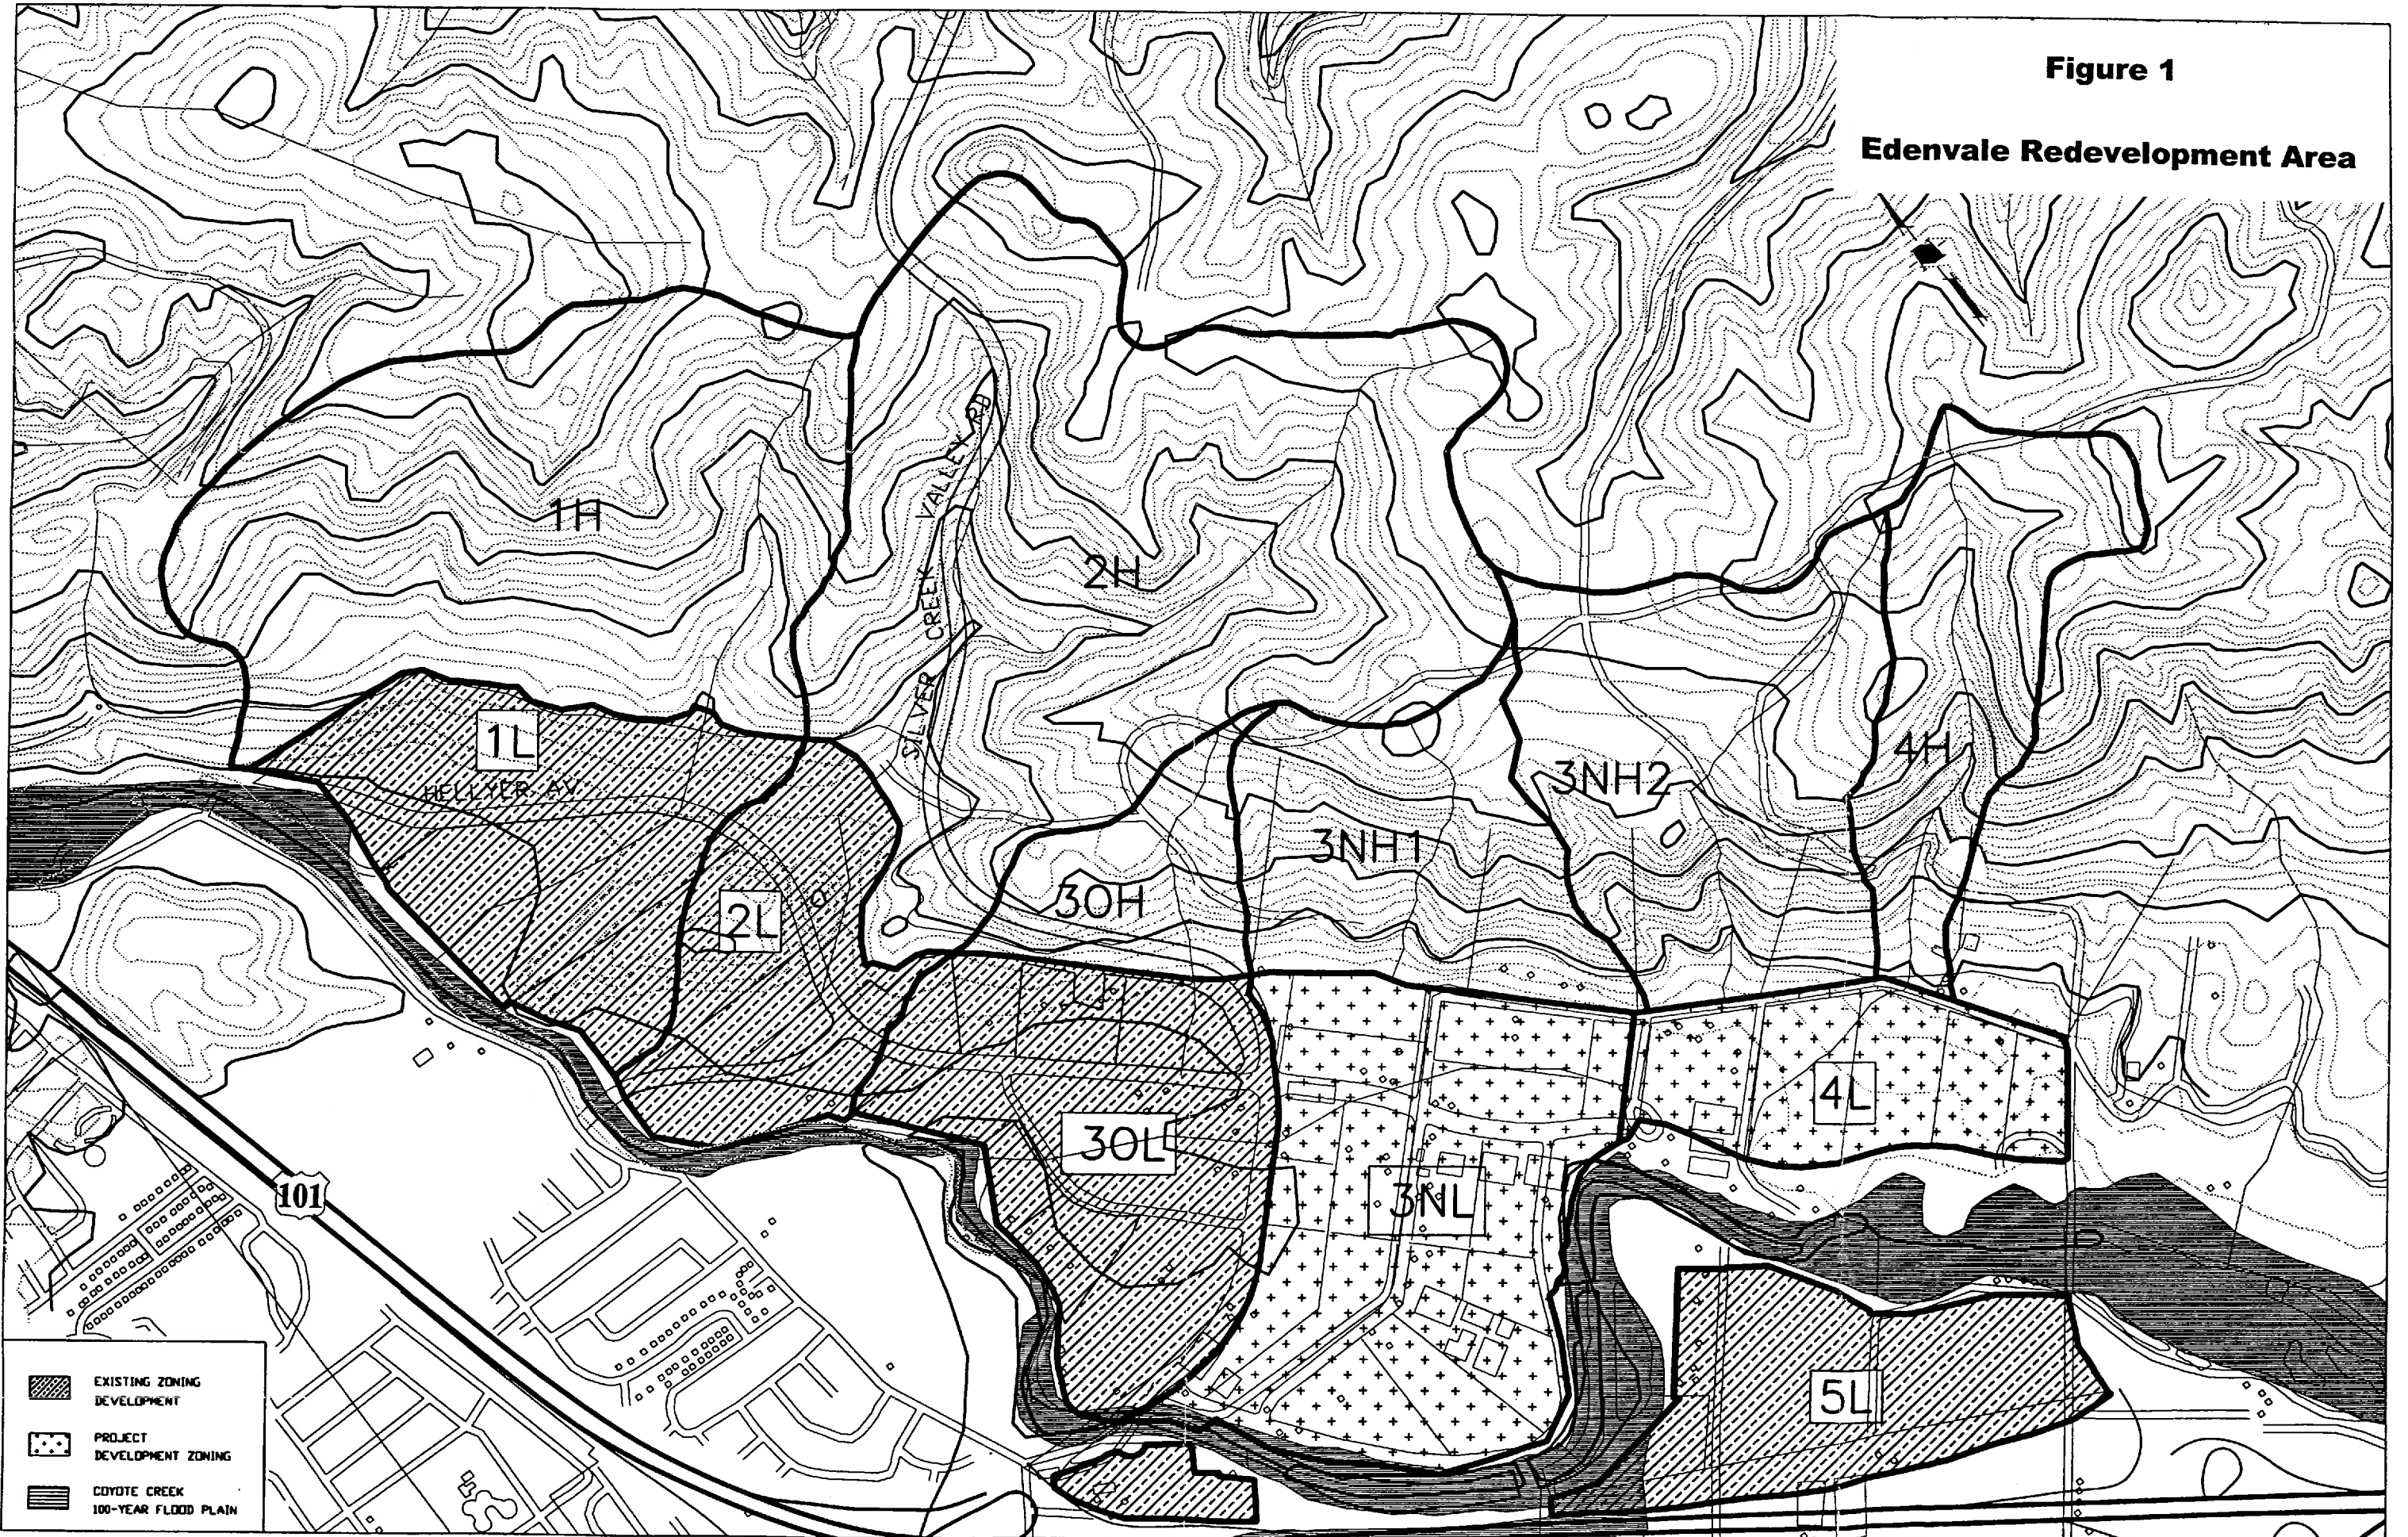 Figure 1
Edenvale Redevelopment Area
SILVER CREEK VALLEY RD
1H
2H
1L
4H
HELLYER AV
3NH2
3NH1
3OH
2L
4L
3OL
3NL
101
5L
EXISTING ZONING
DEVELOPMENT
PROJECT
DEVELOPMENT ZONING
COYOTE CREEK
100-YEAR FLOOD PLAIN